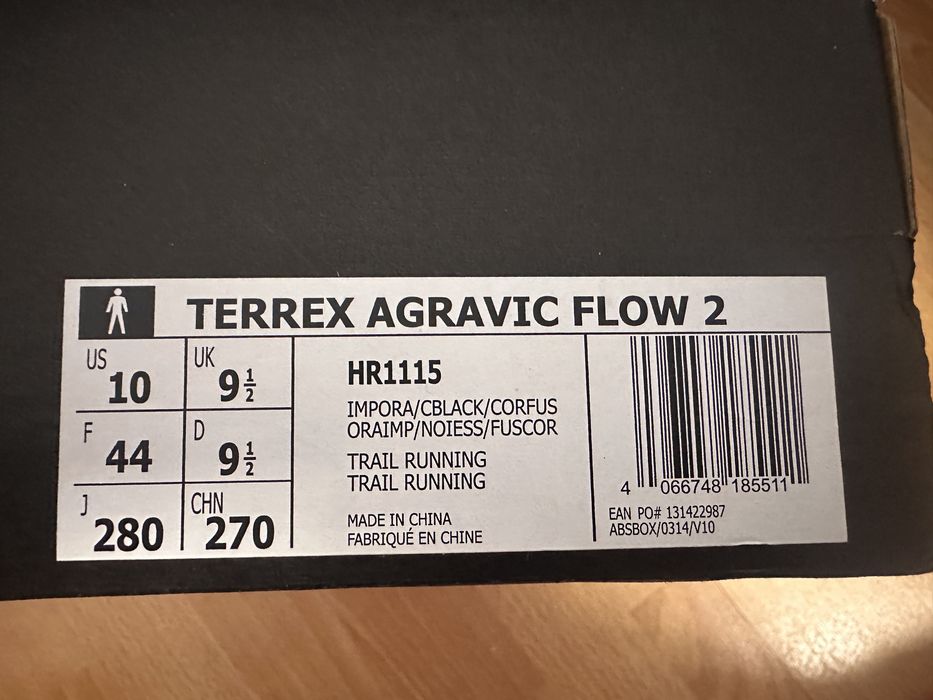 TERREX AGRAVIC FLOW 2
US 10
UK 9 1/2
F 44
D 9 1/2
J 280
CHN 270
HR1115
IMPORA/CBLACK/CORFUS
ORAIMP/NOIESS/FUSCOR
TRAIL RUNNING
TRAIL RUNNING
MADE IN CHINA
FABRIQUÉ EN CHINE
4 066748 185511
EAN PO# 131422987
ABSBOX/0314/V10